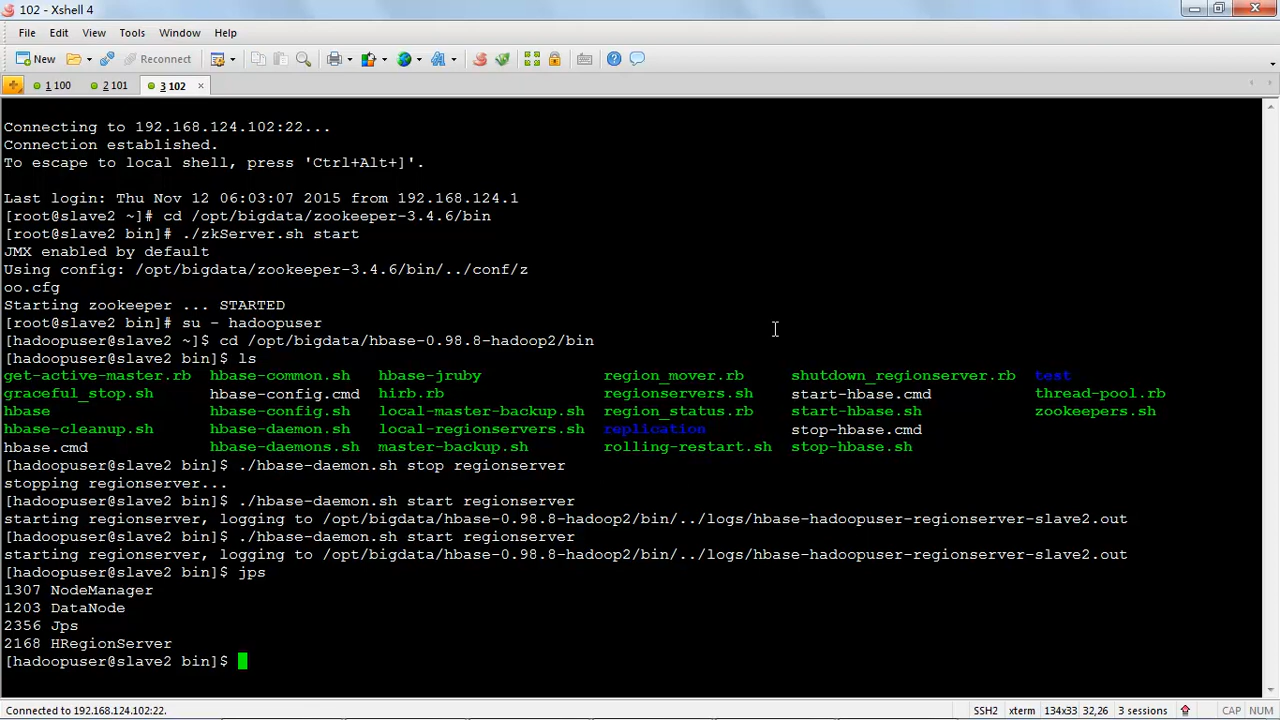 102 - Xshell 4
File Edit View Tools Window Help
New Reconnect
1 100 2 101 3 102 ×
Connecting to 192.168.124.102:22...
Connection established.
To escape to local shell, press 'Ctrl+Alt+]'.
Last login: Thu Nov 12 06:03:07 2015 from 192.168.124.1
[root@slave2 ~]# cd /opt/bigdata/zookeeper-3.4.6/bin
[root@slave2 bin]# ./zkServer.sh start
JMX enabled by default
Using config: /opt/bigdata/zookeeper-3.4.6/bin/../conf/z
oo.cfg
Starting zookeeper ... STARTED
[root@slave2 bin]# su - hadoopuser
[hadoopuser@slave2 ~]$ cd /opt/bigdata/hbase-0.98.8-hadoop2/bin
[hadoopuser@slave2 bin]$ ls
get-active-master.rb hbase-common.sh hbase-jruby region_mover.rb shutdown_regionserver.rb test
graceful_stop.sh hbase-config.cmd hirb.rb regionservers.sh start-hbase.cmd thread-pool.rb
hbase hbase-config.sh local-master-backup.sh region_status.rb start-hbase.sh zookeepers.sh
hbase-cleanup.sh hbase-daemon.sh local-regionservers.sh replication stop-hbase.cmd
hbase.cmd hbase-daemons.sh master-backup.sh rolling-restart.sh stop-hbase.sh
[hadoopuser@slave2 bin]$ ./hbase-daemon.sh stop regionserver
stopping regionserver...
[hadoopuser@slave2 bin]$ ./hbase-daemon.sh start regionserver
starting regionserver, logging to /opt/bigdata/hbase-0.98.8-hadoop2/bin/../logs/hbase-hadoopuser-regionserver-slave2.out
[hadoopuser@slave2 bin]$ ./hbase-daemon.sh start regionserver
starting regionserver, logging to /opt/bigdata/hbase-0.98.8-hadoop2/bin/../logs/hbase-hadoopuser-regionserver-slave2.out
[hadoopuser@slave2 bin]$ jps
1307 NodeManager
1203 DataNode
2356 Jps
2168 HRegionServer
[hadoopuser@slave2 bin]$
Connected to 192.168.124.102:22. SSH2 xterm 134x33 32,26 3 sessions CAP NUM